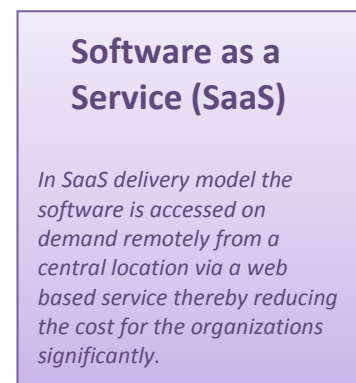 Software as a
Service (SaaS)
In SaaS delivery model the
software is accessed on
demand remotely from a
central location via a web
based service thereby reducing
the cost for the organizations
significantly.